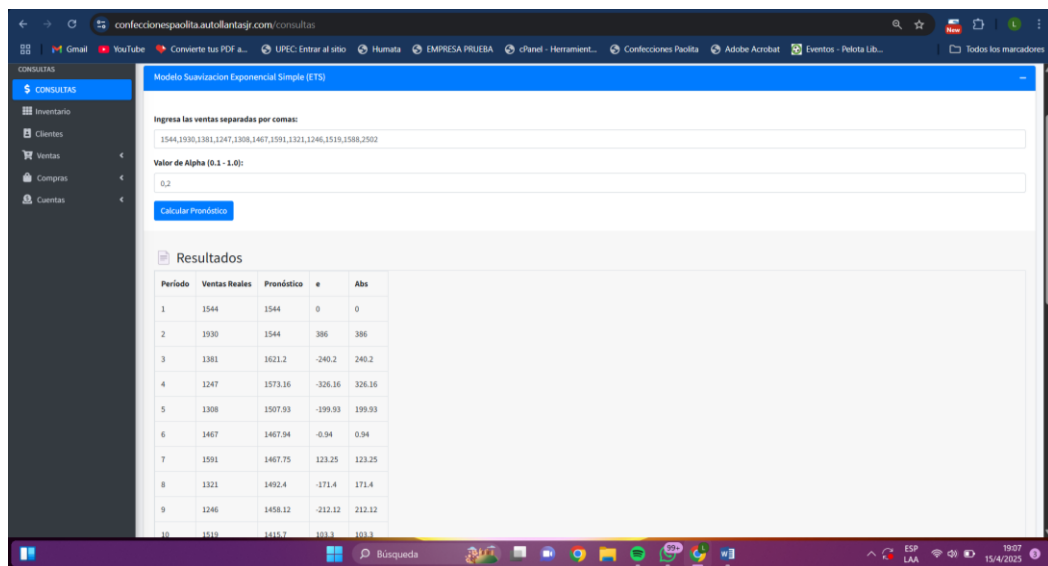 confeccionespaolita.autollantasjr.com/consultas
New
L
Gmail YouTube Convierte tus PDF a... UPEC: Entrar al sitio Humata EMPRESA PRUEBA cPanel - Herramient... Confecciones Paolita Adobe Acrobat Eventos - Pelota Lib... Todos los marcadores
CONSULTAS
$ CONSULTAS
Inventario
Clientes
Ventas
Compras
Cuentas
Modelo Suavizacion Exponencial Simple (ETS)
Ingresa las ventas separadas por comas:
1544,1930,1381,1247,1308,1467,1591,1321,1246,1519,1588,2502
Valor de Alpha (0.1 - 1.0):
0,2
Calcular Pronóstico
Resultados
Período Ventas Reales Pronóstico e Abs
1 1544 1544 0 0
2 1930 1544 386 386
3 1381 1621.2 -240.2 240.2
4 1247 1573.16 -326.16 326.16
5 1308 1507.93 -199.93 199.93
6 1467 1467.94 -0.94 0.94
7 1591 1467.75 123.25 123.25
8 1321 1492.4 -171.4 171.4
9 1246 1458.12 -212.12 212.12
10 1519 1415.7 103.3 103.3
Búsqueda
99+
ESP
LAA
19:07
15/4/2025
3